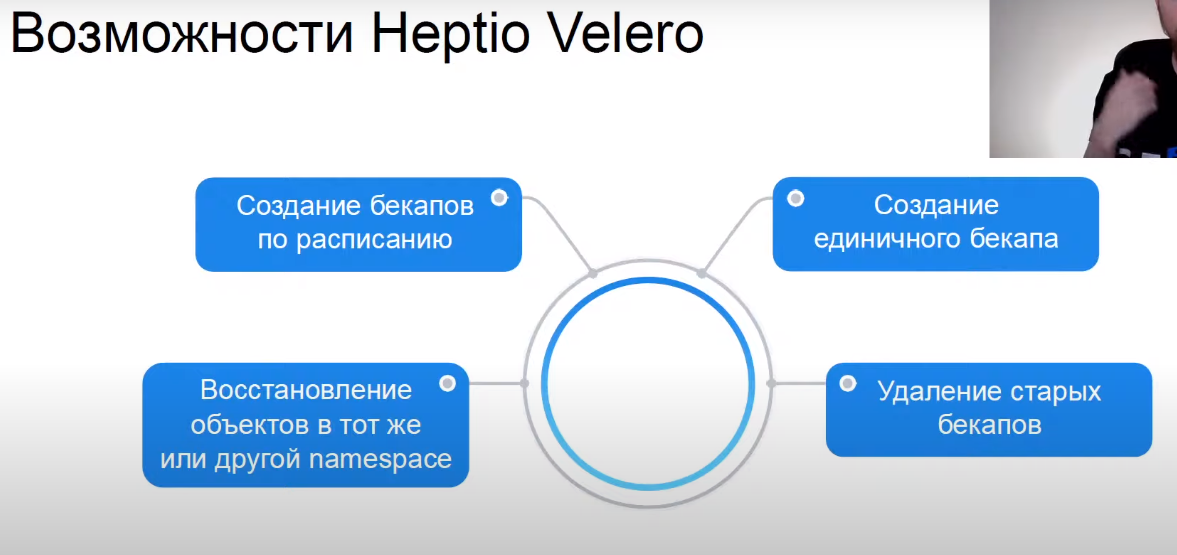 Возможности Heptio Velero
Создание бекапов
по расписанию
Создание
единичного бекапа
Восстановление
объектов в тот же
или другой namespace
Удаление старых
бекапов